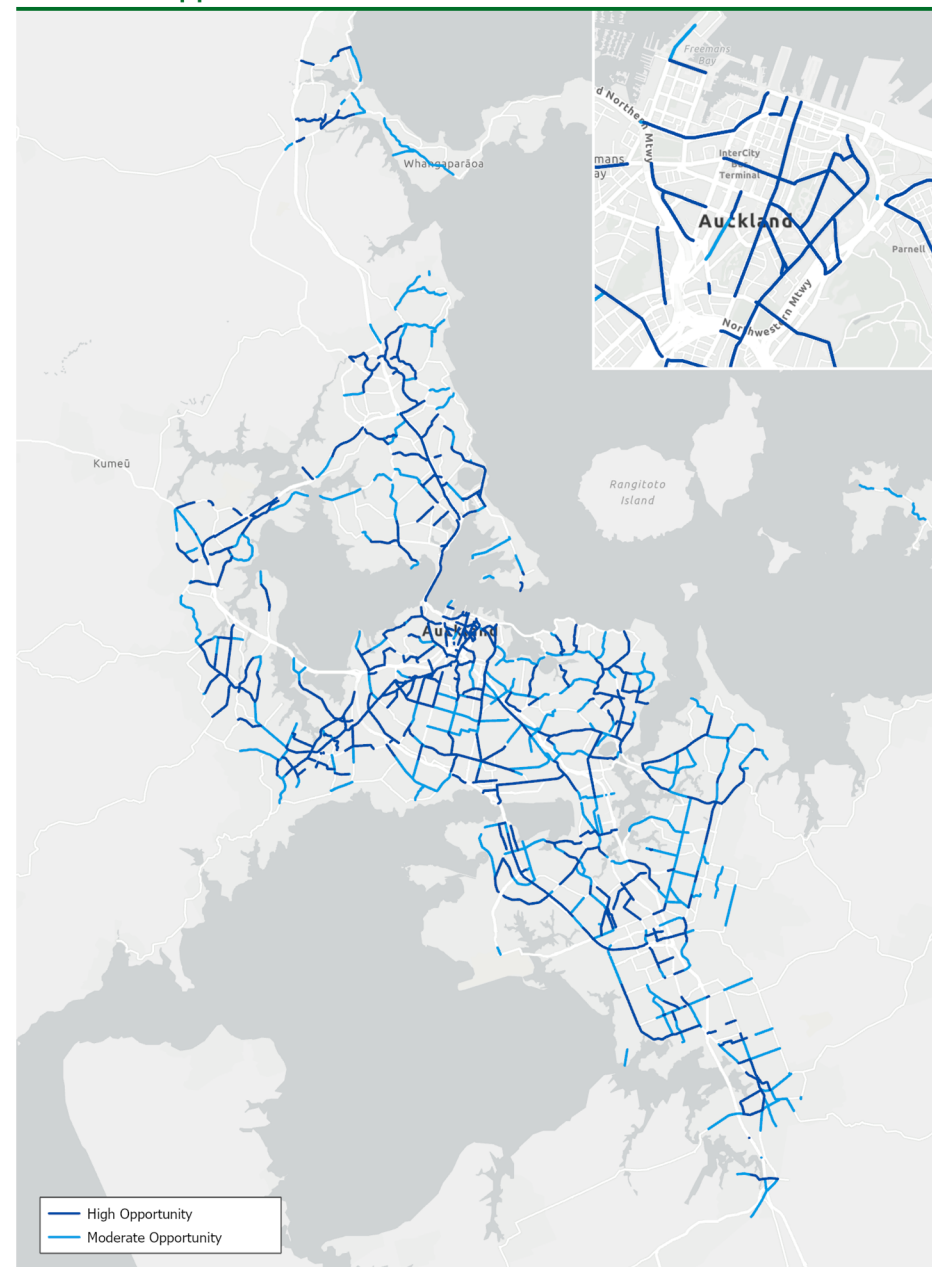 Freemans
Bay
d Northern Mtwy
InterCity
Bus
Terminal
mans
ay
Auckland
Parnell
Northwestern Mtwy
Whangaparāoa
Kumeū
Rangitoto
Island
Auckland
High Opportunity
Moderate Opportunity